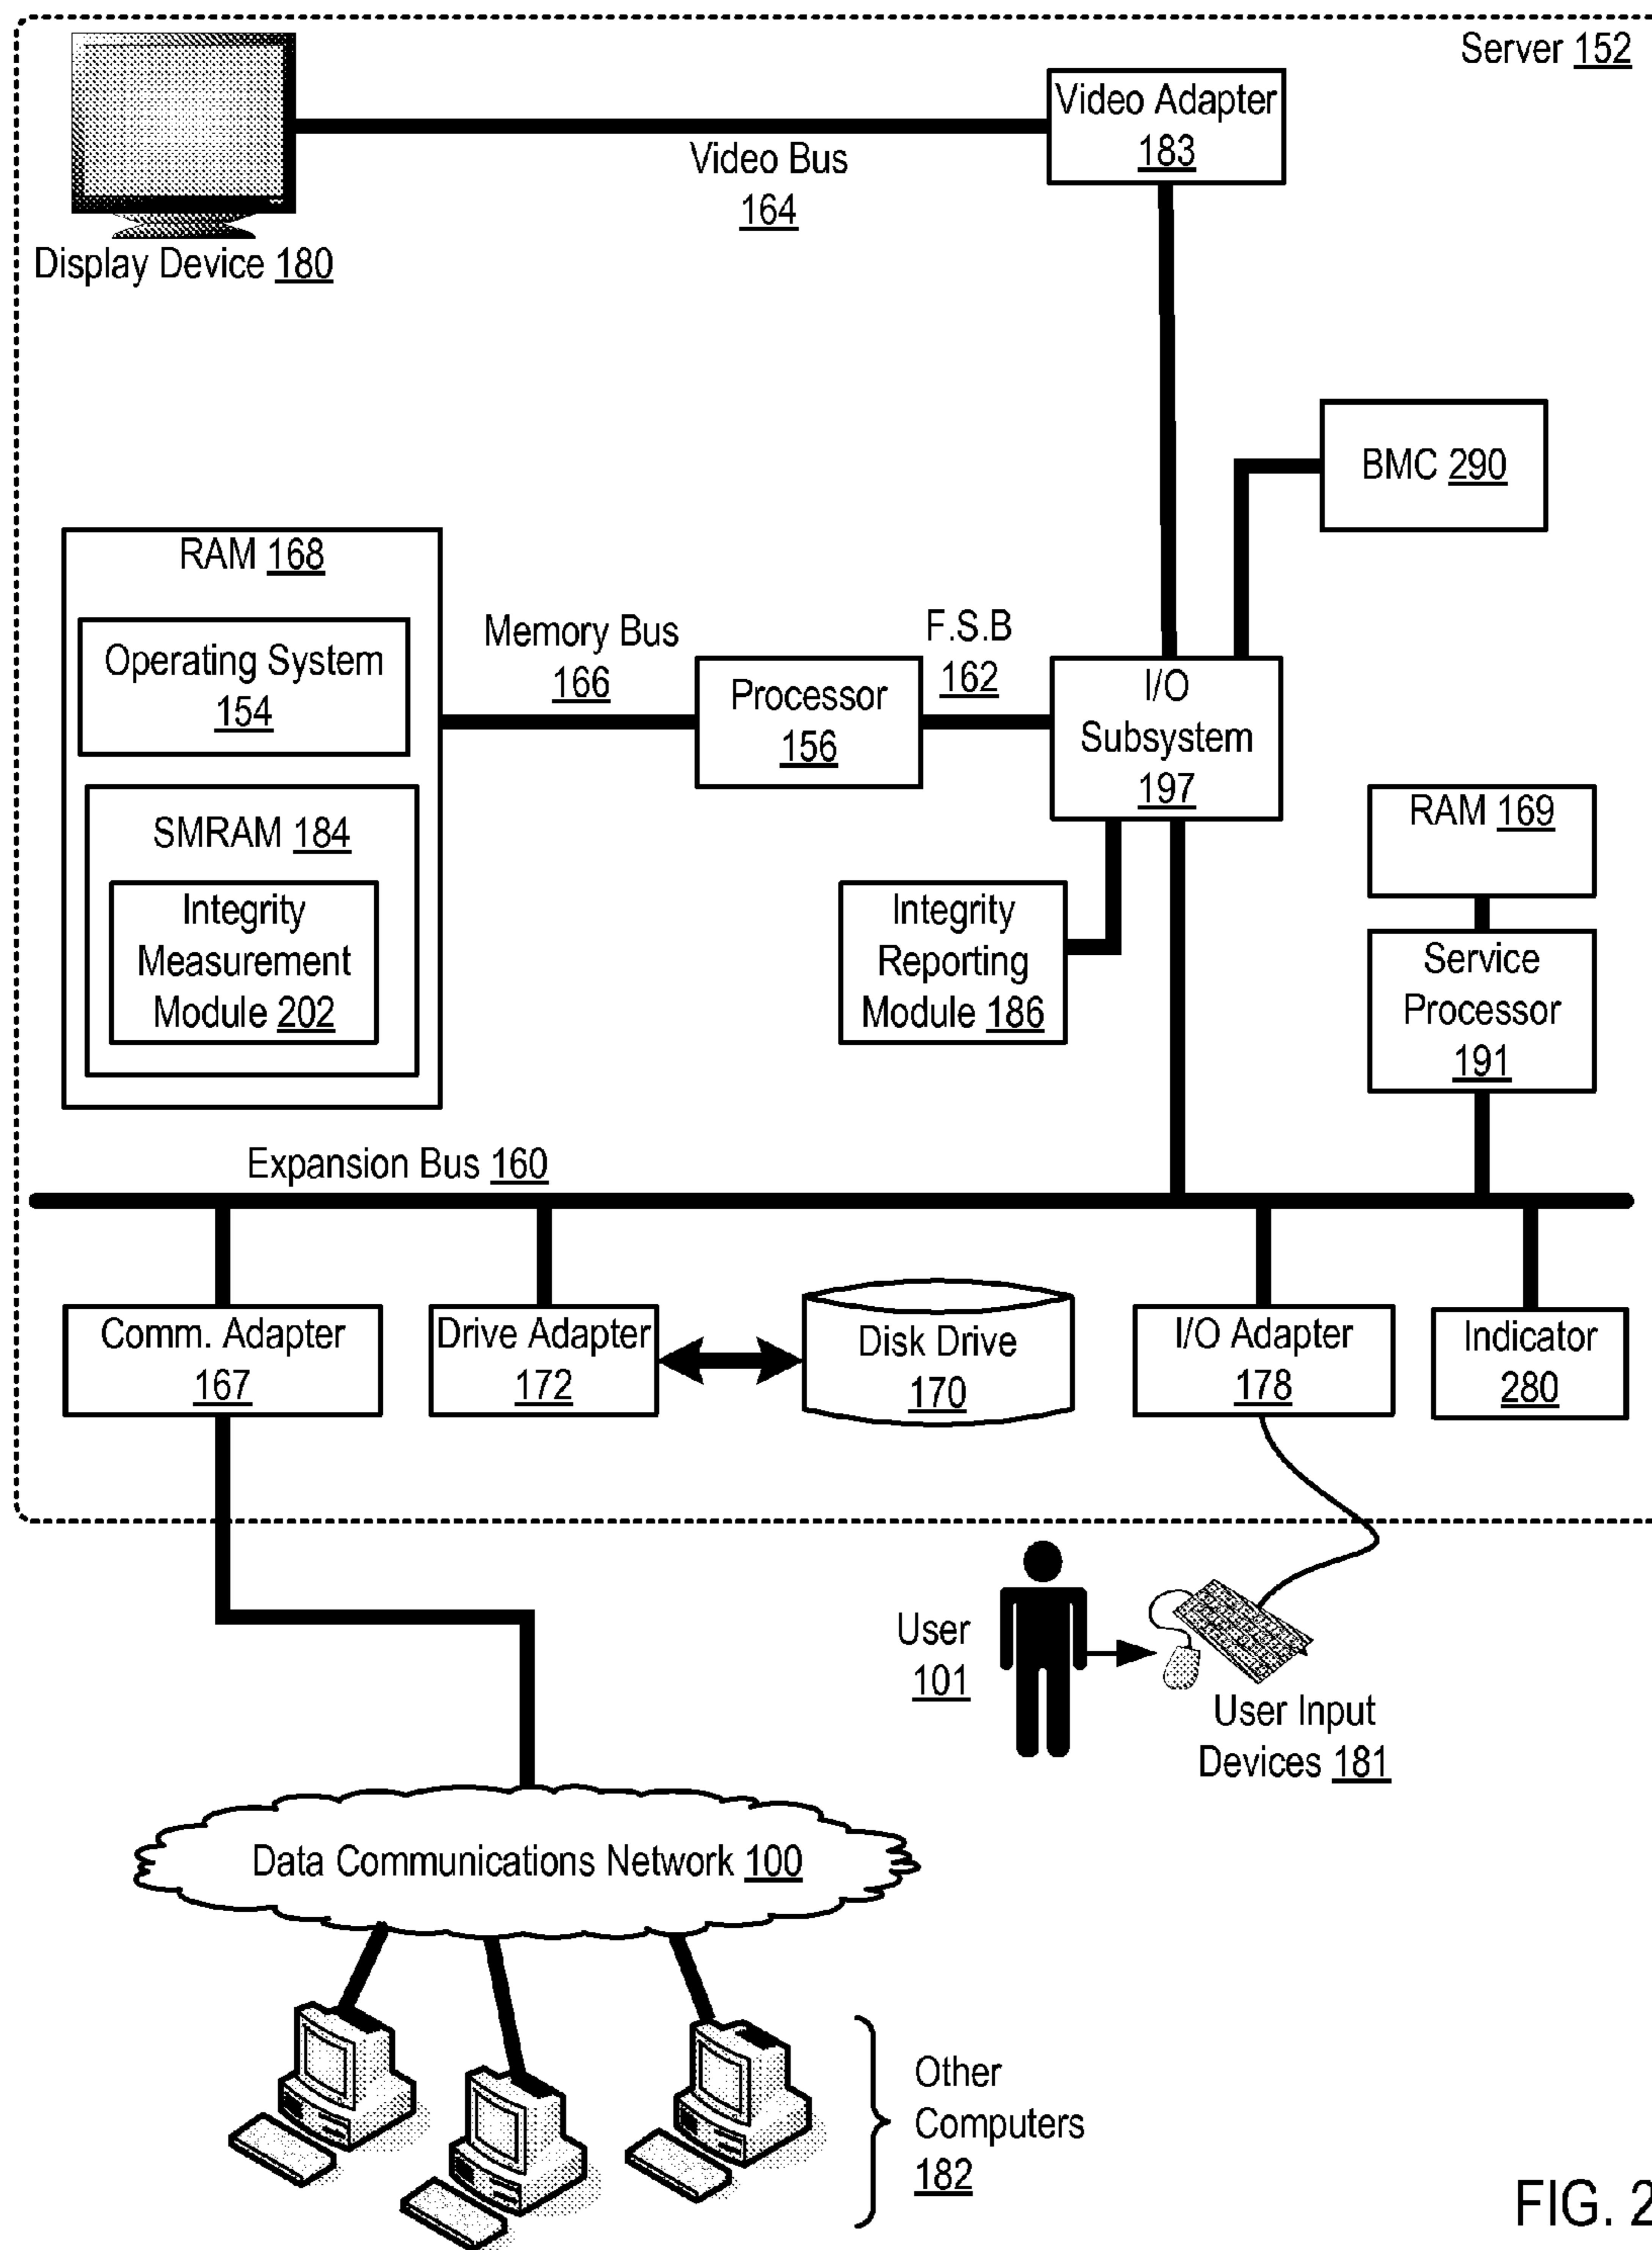 Server 152
Video Adapter
183
Video Bus
164
Display Device 180
BMC 290
RAM 168
Operating System
154
SMRAM 184
Integrity
Measurement
Module 202
Memory Bus
166
Processor
156
F.S.B
162
I/O
Subsystem
197
Integrity
Reporting
Module 186
RAM 169
Service
Processor
191
Expansion Bus 160
Comm. Adapter
167
Drive Adapter
172
Disk Drive
170
I/O Adapter
178
Indicator
280
User
101
User Input
Devices 181
Data Communications Network 100
Other
Computers
182
FIG. 2